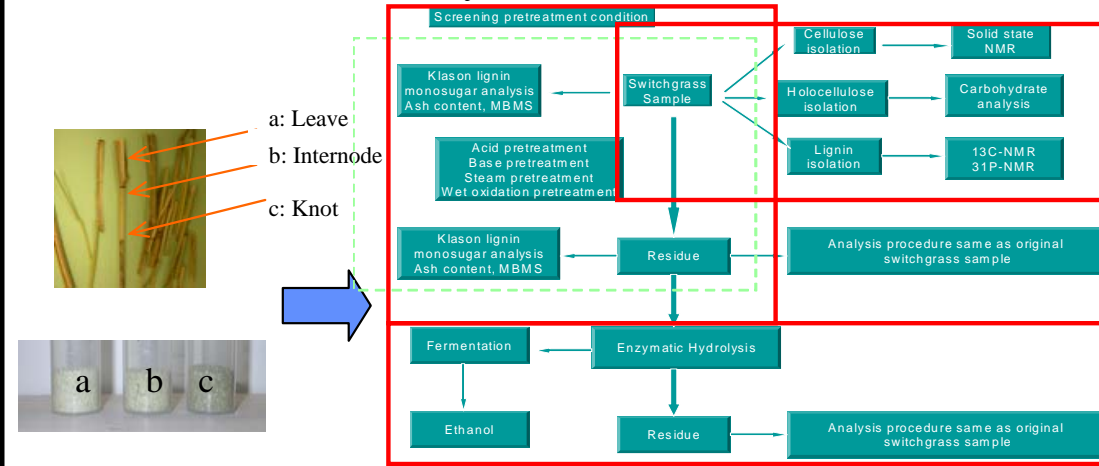 Screening pretreatment condition
Cellulose
isolation
Solid state
NMR
Klason lignin
monosugar analysis
Ash content, MBMS
Switchgrass
Sample
Holocellulose
isolation
Carbohydrate
analysis
a: Leave
b: Internode
c: Knot
Acid pretreatment
Base pretreatment
Steam pretreatment
Wet oxidation pretreatment
Lignin
isolation
13C-NMR
31P-NMR
Klason lignin
monosugar analysis
Ash content, MBMS
Residue
Analysis procedure same as original
switchgrass sample
Fermentation
Enzymatic Hydrolysis
a b c
Ethanol
Residue
Analysis procedure same as original
switchgrass sample